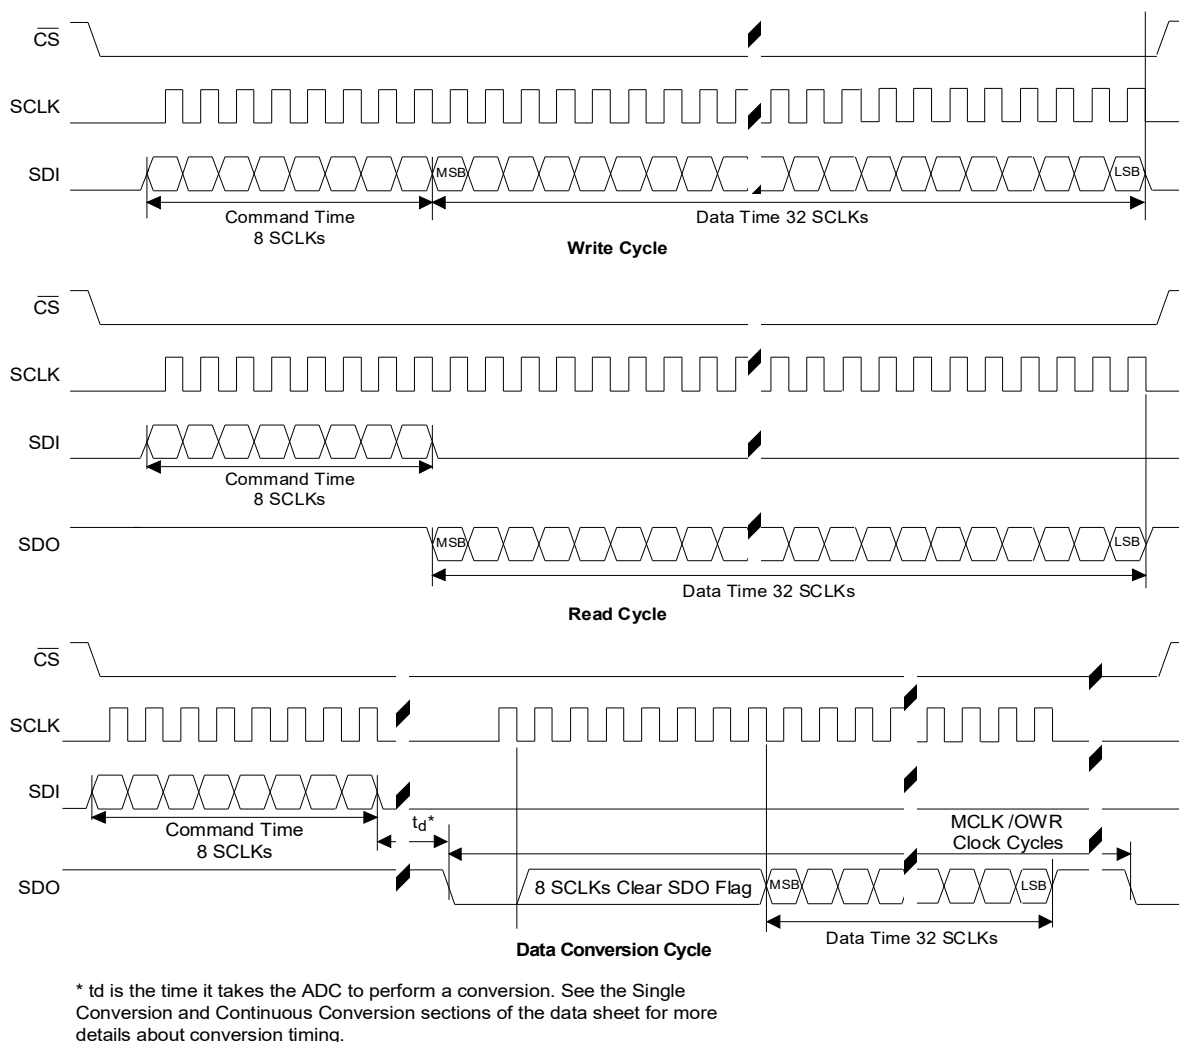 CS
SCLK
SDI
MSB
LSB
Command Time
8 SCLKs
Data Time 32 SCLKs
Write Cycle
CS
SCLK
SDI
Command Time
8 SCLKs
SDO
MSB
LSB
Data Time 32 SCLKs
Read Cycle
CS
SCLK
SDI
Command Time
8 SCLKs
td*
MCLK /OWR
Clock Cycles
SDO
8 SCLKs Clear SDO Flag
MSB
LSB
Data Time 32 SCLKs
Data Conversion Cycle
* td is the time it takes the ADC to perform a conversion. See the Single
Conversion and Continuous Conversion sections of the data sheet for more
details about conversion timing.